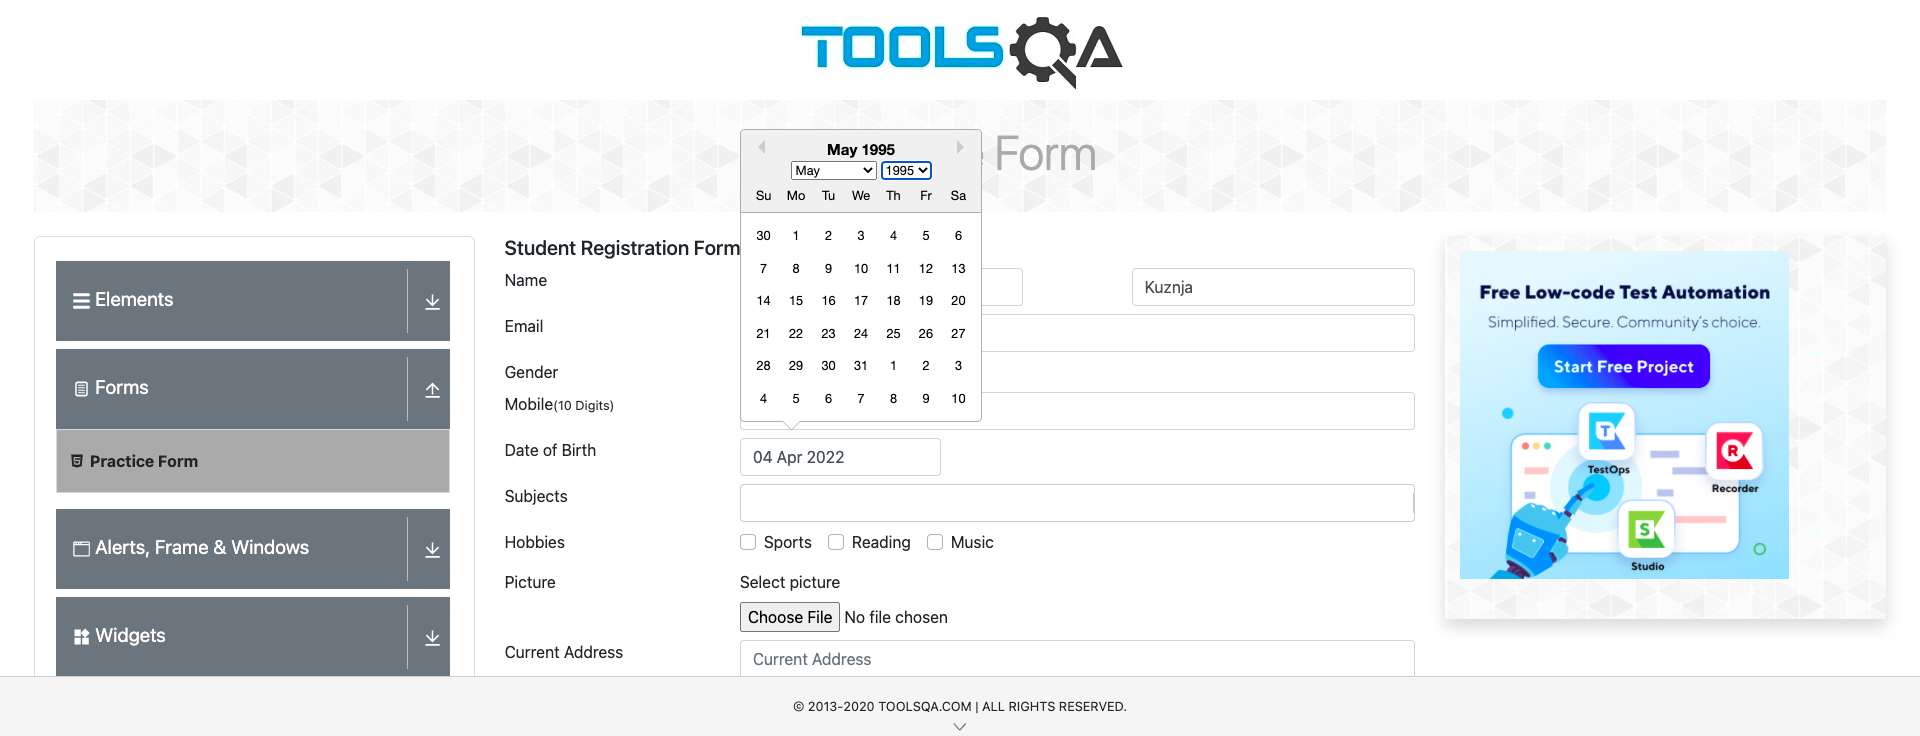 TOOLSQA
Form
May 1995
May 1995
Su Mo Tu We Th Fr Sa
30 1 2 3 4 5 6
7 8 9 10 11 12 13
14 15 16 17 18 19 20
21 22 23 24 25 26 27
28 29 30 31 1 2 3
4 5 6 7 8 9 10
Elements
Forms
Practice Form
Alerts, Frame & Windows
Widgets
Student Registration Form
Name
Kuznja
Email
Gender
Mobile(10 Digits)
Date of Birth
04 Apr 2022
Subjects
Hobbies
Sports Reading Music
Picture
Select picture
Choose File No file chosen
Current Address
Current Address
Free Low-code Test Automation
Simplified. Secure. Community's choice.
Start Free Project
T
TestOps
R
Recorder
S
Studio
© 2013-2020 TOOLSQA.COM | ALL RIGHTS RESERVED.